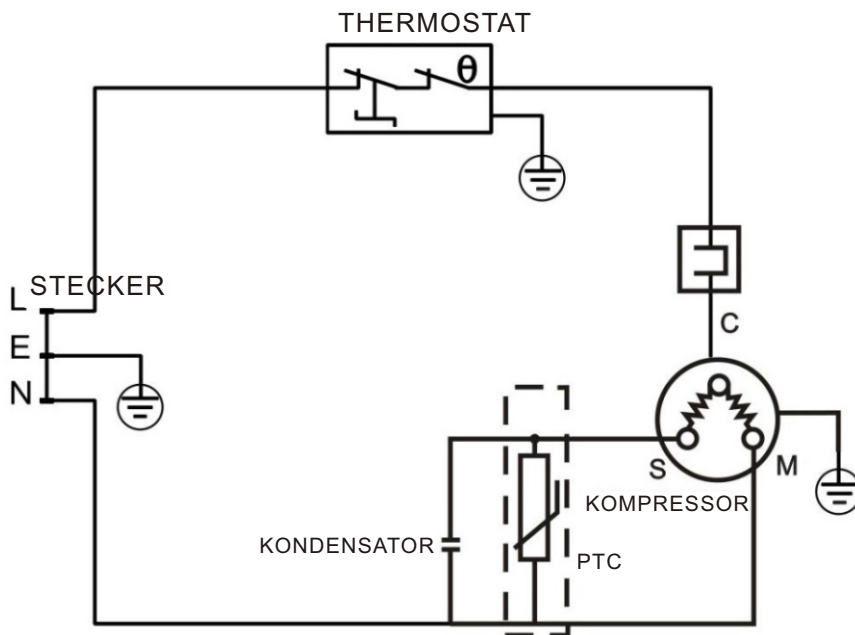 THERMOSTAT
θ
L STECKER
E
N
C
S
M
KOMPRESSOR
KONDENSATOR
PTC